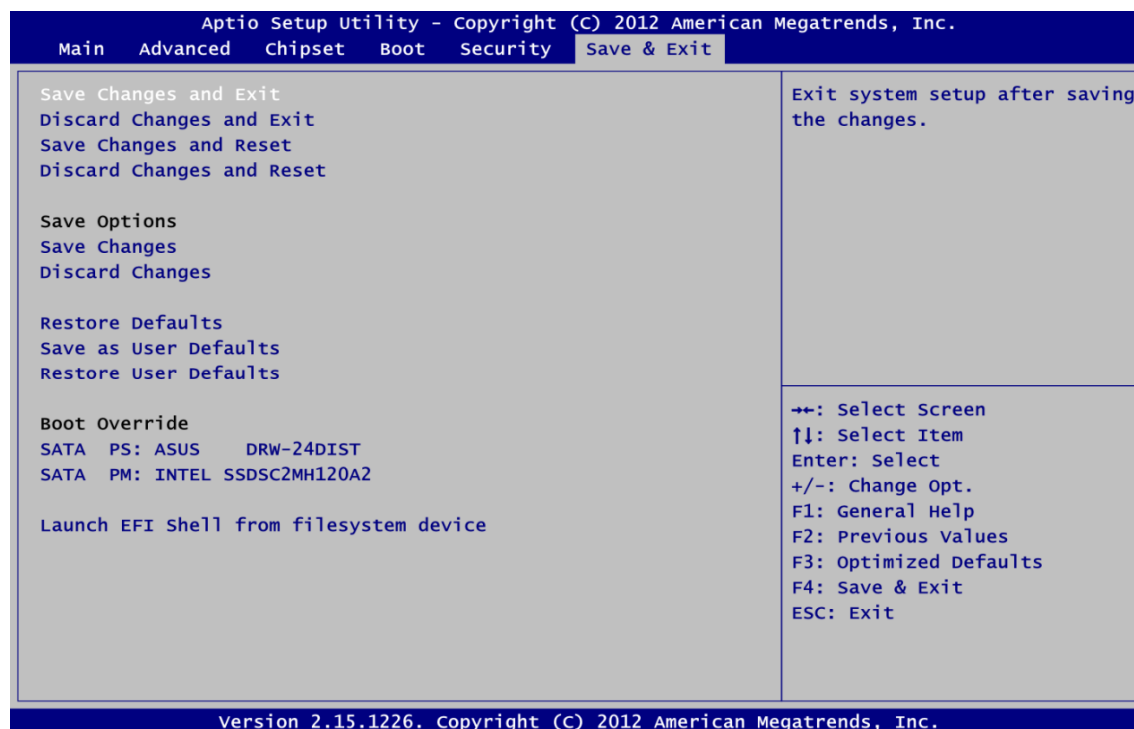 Aptio Setup Utility - Copyright (C) 2012 American Megatrends, Inc.
Main Advanced Chipset Boot Security Save & Exit
Save Changes and Exit
Discard Changes and Exit
Save Changes and Reset
Discard Changes and Reset
Save Options
Save Changes
Discard Changes
Restore Defaults
Save as User Defaults
Restore User Defaults
Boot Override
SATA PS: ASUS DRW-24DIST
SATA PM: INTEL SSDSC2MH120A2
Launch EFI Shell from filesystem device
Exit system setup after saving
the changes.
→←: Select Screen
↑↓: Select Item
Enter: Select
+/-: Change Opt.
F1: General Help
F2: Previous Values
F3: Optimized Defaults
F4: Save & Exit
ESC: Exit
Version 2.15.1226. Copyright (C) 2012 American Megatrends, Inc.